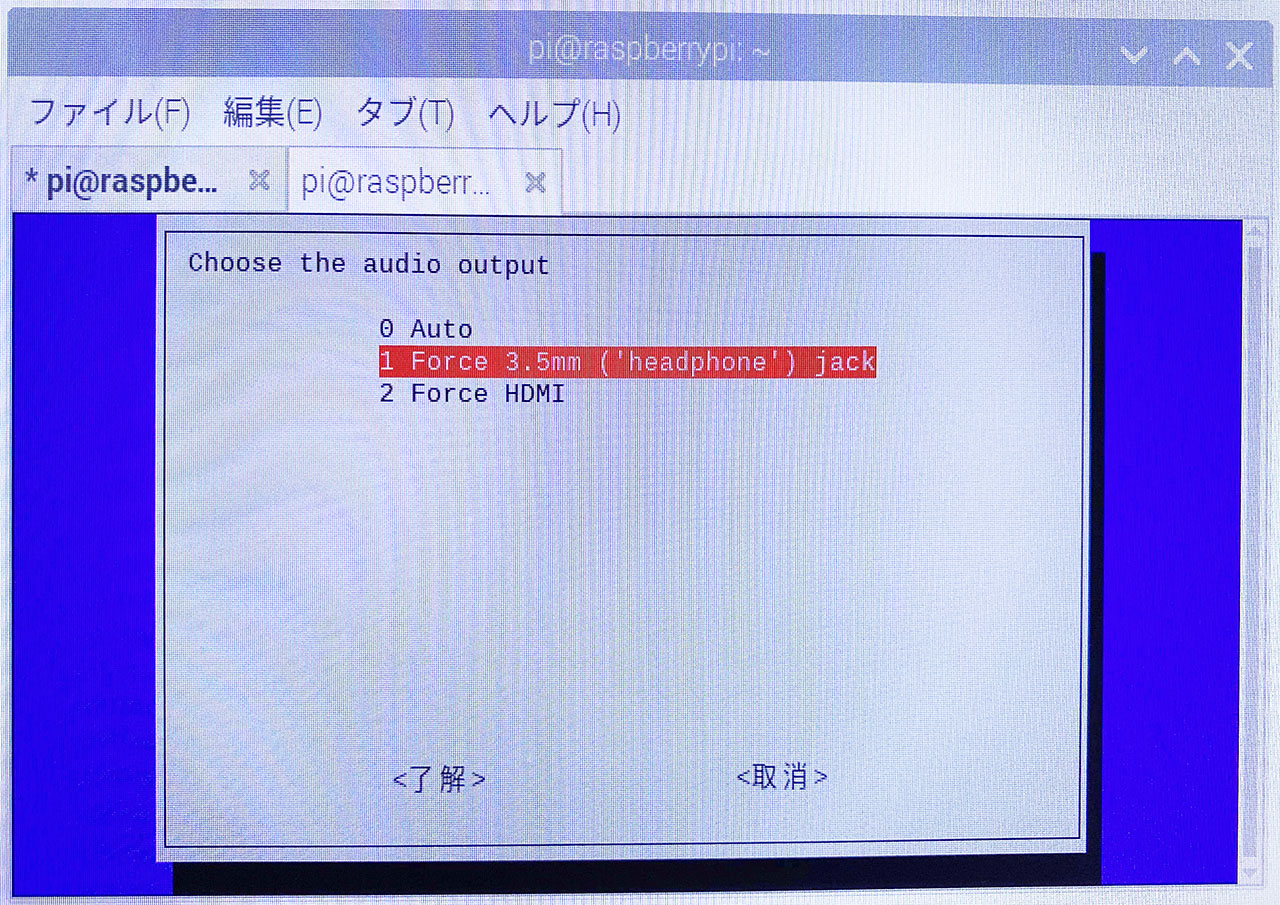 pi@raspberrypi: ~
ファイル(F) 編集(E) タブ(T) ヘルプ(H)
* pi@raspbe... pi@raspberr...
Choose the audio output
0 Auto
1 Force 3.5mm ('headphone') jack
2 Force HDMI
<了解> <取消>